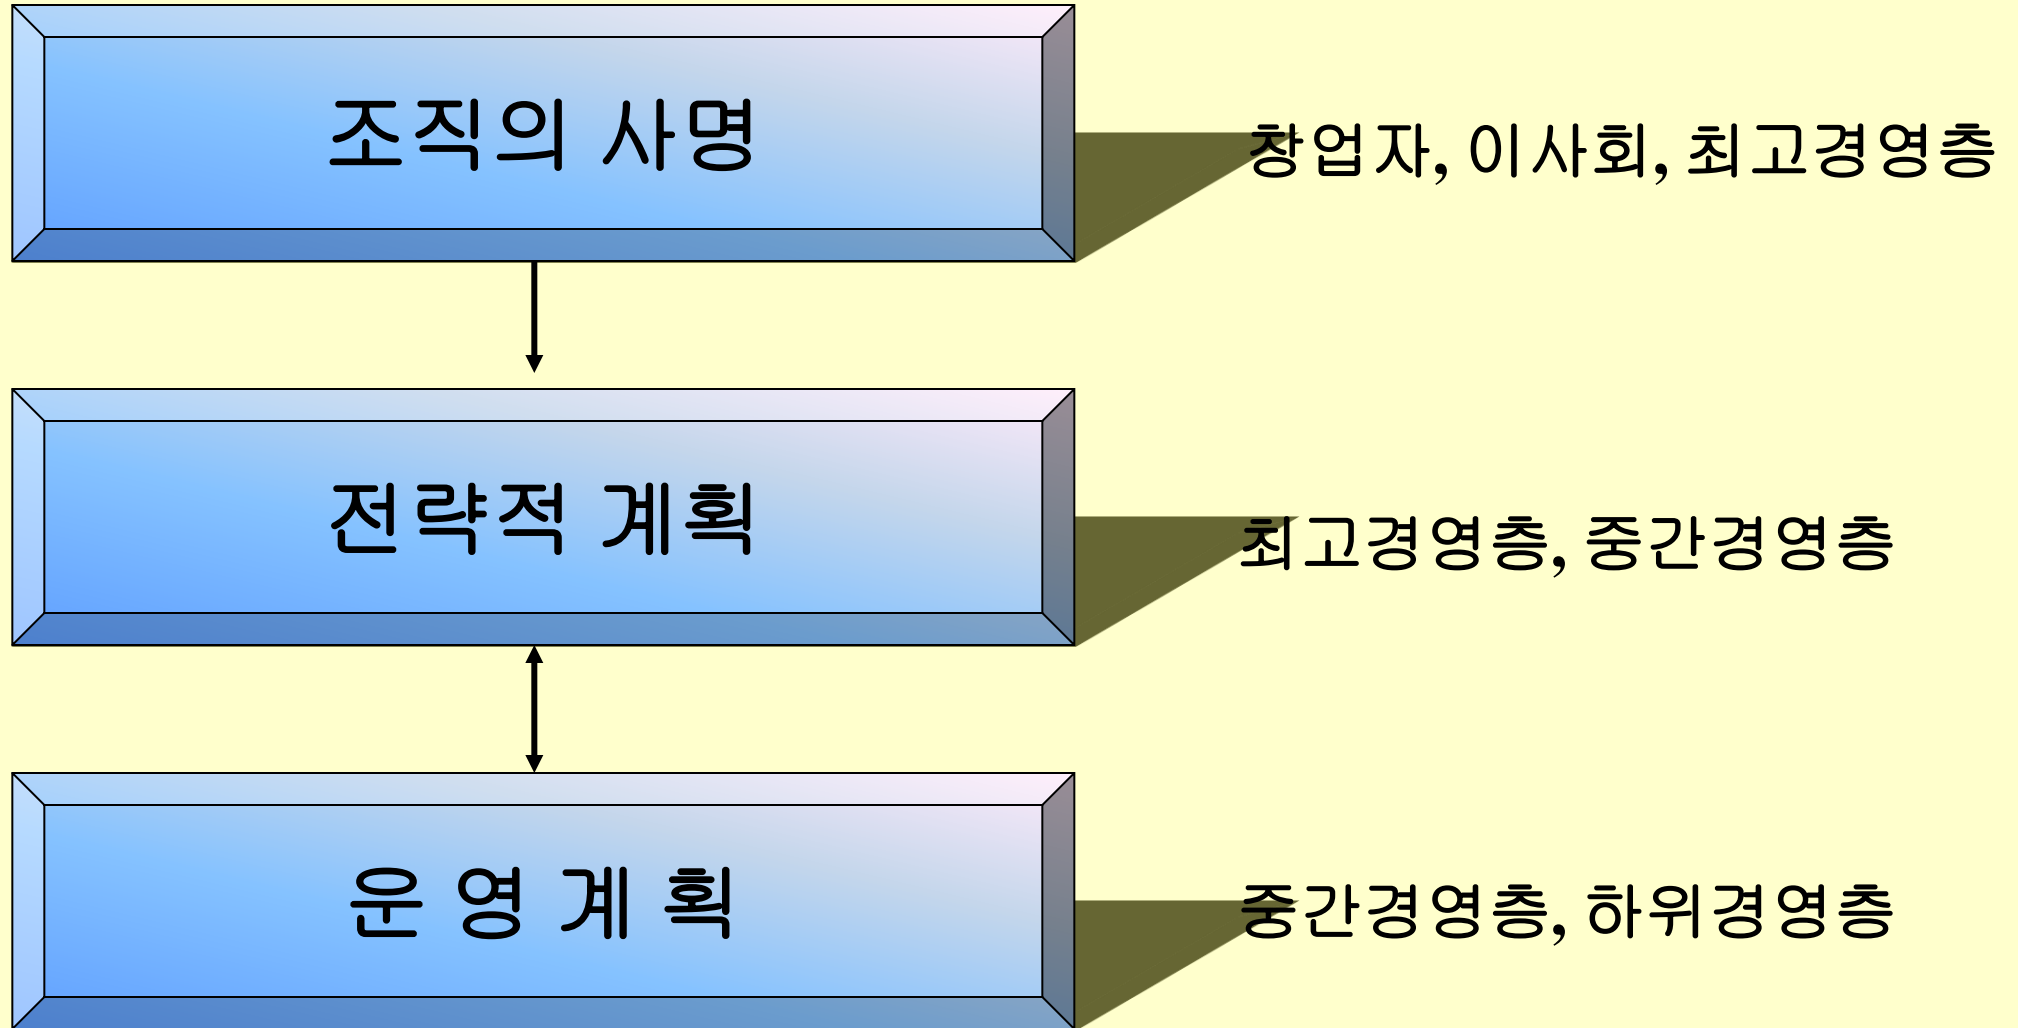 조직의 사명
창업자, 이사회, 최고경영층
전략적 계획
최고경영층, 중간경영층
운 영 계 획
중간경영층, 하위경영층